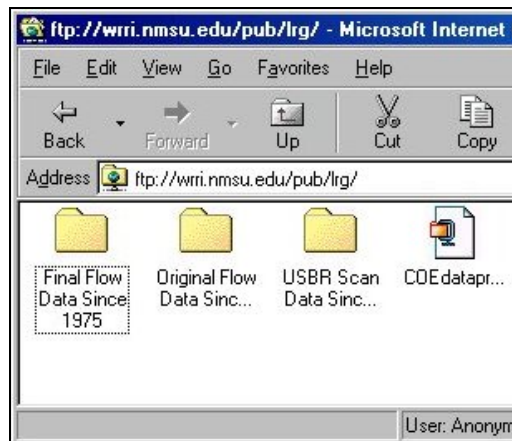 ftp://wrri.nmsu.edu/pub/lrg/ - Microsoft Internet
File Edit View Go Favorites Help
Back Forward Up Cut Copy
Address ftp://wrri.nmsu.edu/pub/lrg/
Final Flow Data Since 1975
Original Flow Data Sinc...
USBR Scan Data Sinc...
COEdatapr...
User: Anonym